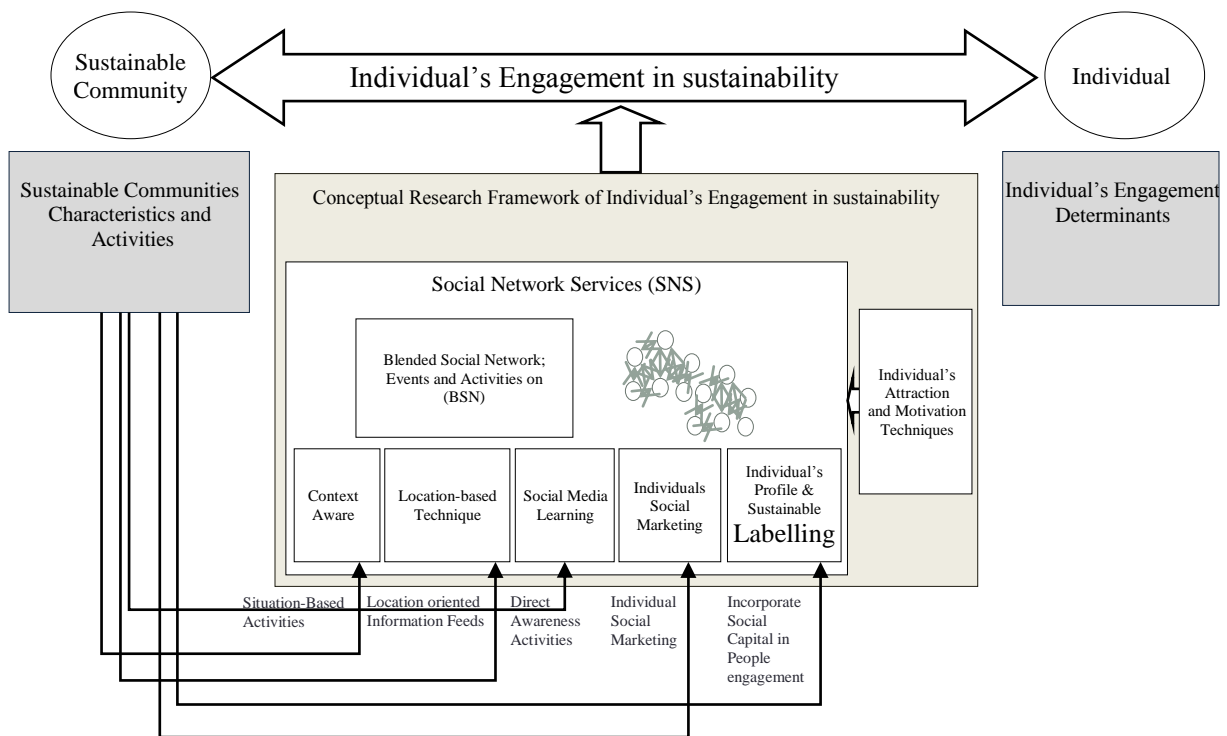 Sustainable
Community
Individual’s Engagement in sustainability
Individual
Sustainable Communities
Characteristics and
Activities
Conceptual Research Framework of Individual’s Engagement in sustainability
Individual’s Engagement
Determinants
Social Network Services (SNS)
Blended Social Network;
Events and Activities on
(BSN)
Individual’s
Attraction
and Motivation
Techniques
Context
Aware
Location-based
Technique
Social Media
Learning
Individuals
Social
Marketing
Individual’s
Profile &
Sustainable
Labelling
Situation-Based
Activities
Location oriented
Information Feeds
Direct
Awareness
Activities
Individual
Social
Marketing
Incorporate
Social
Capital in
People
engagement